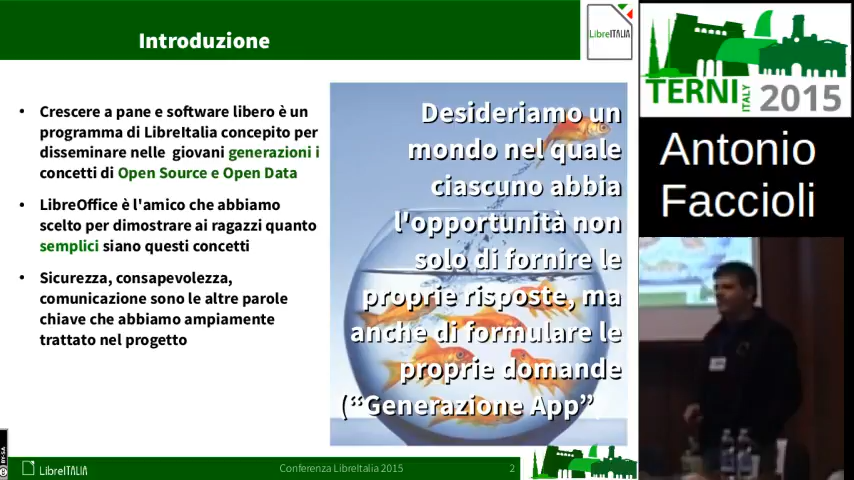 Introduzione
LibreITALIA
• Crescere a pane e software libero è un
programma di LibreItalia concepito per
disseminare nelle giovani generazioni i
concetti di Open Source e Open Data
• LibreOffice è l'amico che abbiamo
scelto per dimostrare ai ragazzi quanto
semplici siano questi concetti
• Sicurezza, consapevolezza,
comunicazione sono le altre parole
chiave che abbiamo ampiamente
trattato nel progetto
Desideriamo un
mondo nel quale
ciascuno abbia
l'opportunità non
solo di fornire le
proprie risposte, ma
anche di formulare le
proprie domande
(“Generazione App”)
BY-SA
LibreITALIA
Conferenza LibreItalia 2015
2
TERNI
ITALY
2015
Antonio
Faccioli